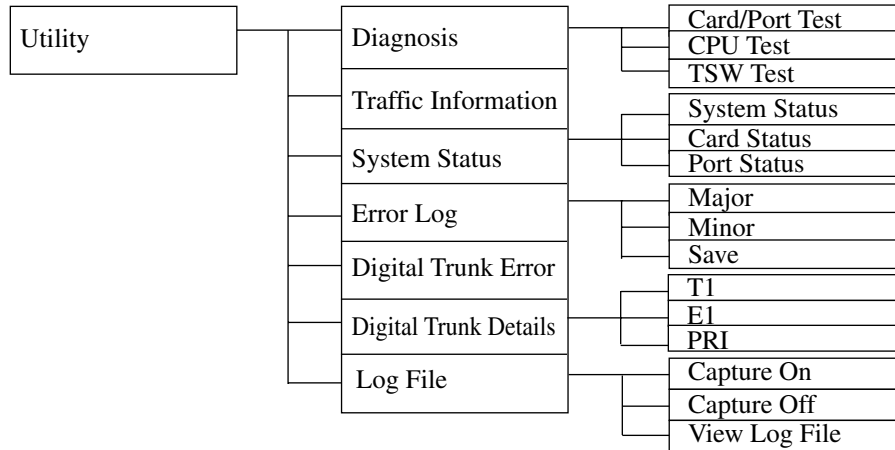 Utility
Diagnosis
Traffic Information
System Status
Error Log
Digital Trunk Error
Digital Trunk Details
Log File
Card/Port Test
CPU Test
TSW Test
System Status
Card Status
Port Status
Major
Minor
Save
T1
E1
PRI
Capture On
Capture Off
View Log File